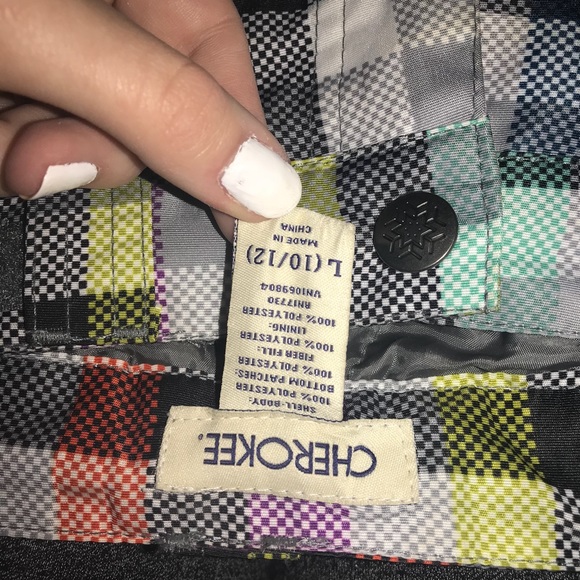 CHEROKEE®
SHELL-BODY:
100% POLYESTER
BOTTOM PATCHES:
100% POLYESTER
FIBER FILL:
100% POLYESTER
LINING:
100% POLYESTER
RN17730
VN1059804
L (10/12)
MADE IN
CHINA